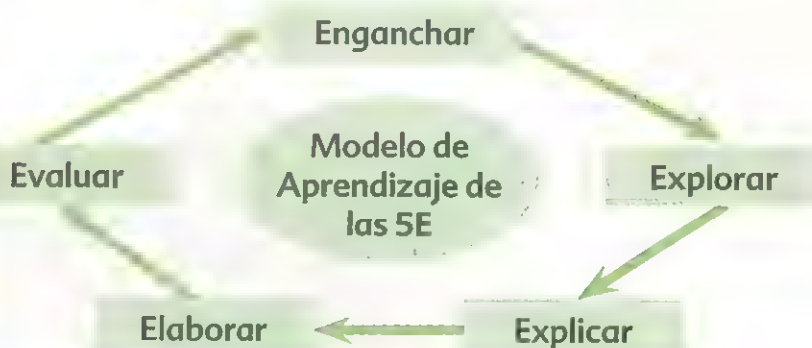 Enganchar
Modelo de
Aprendizaje de
las 5E
Evaluar
Explorar
Elaborar
Explicar